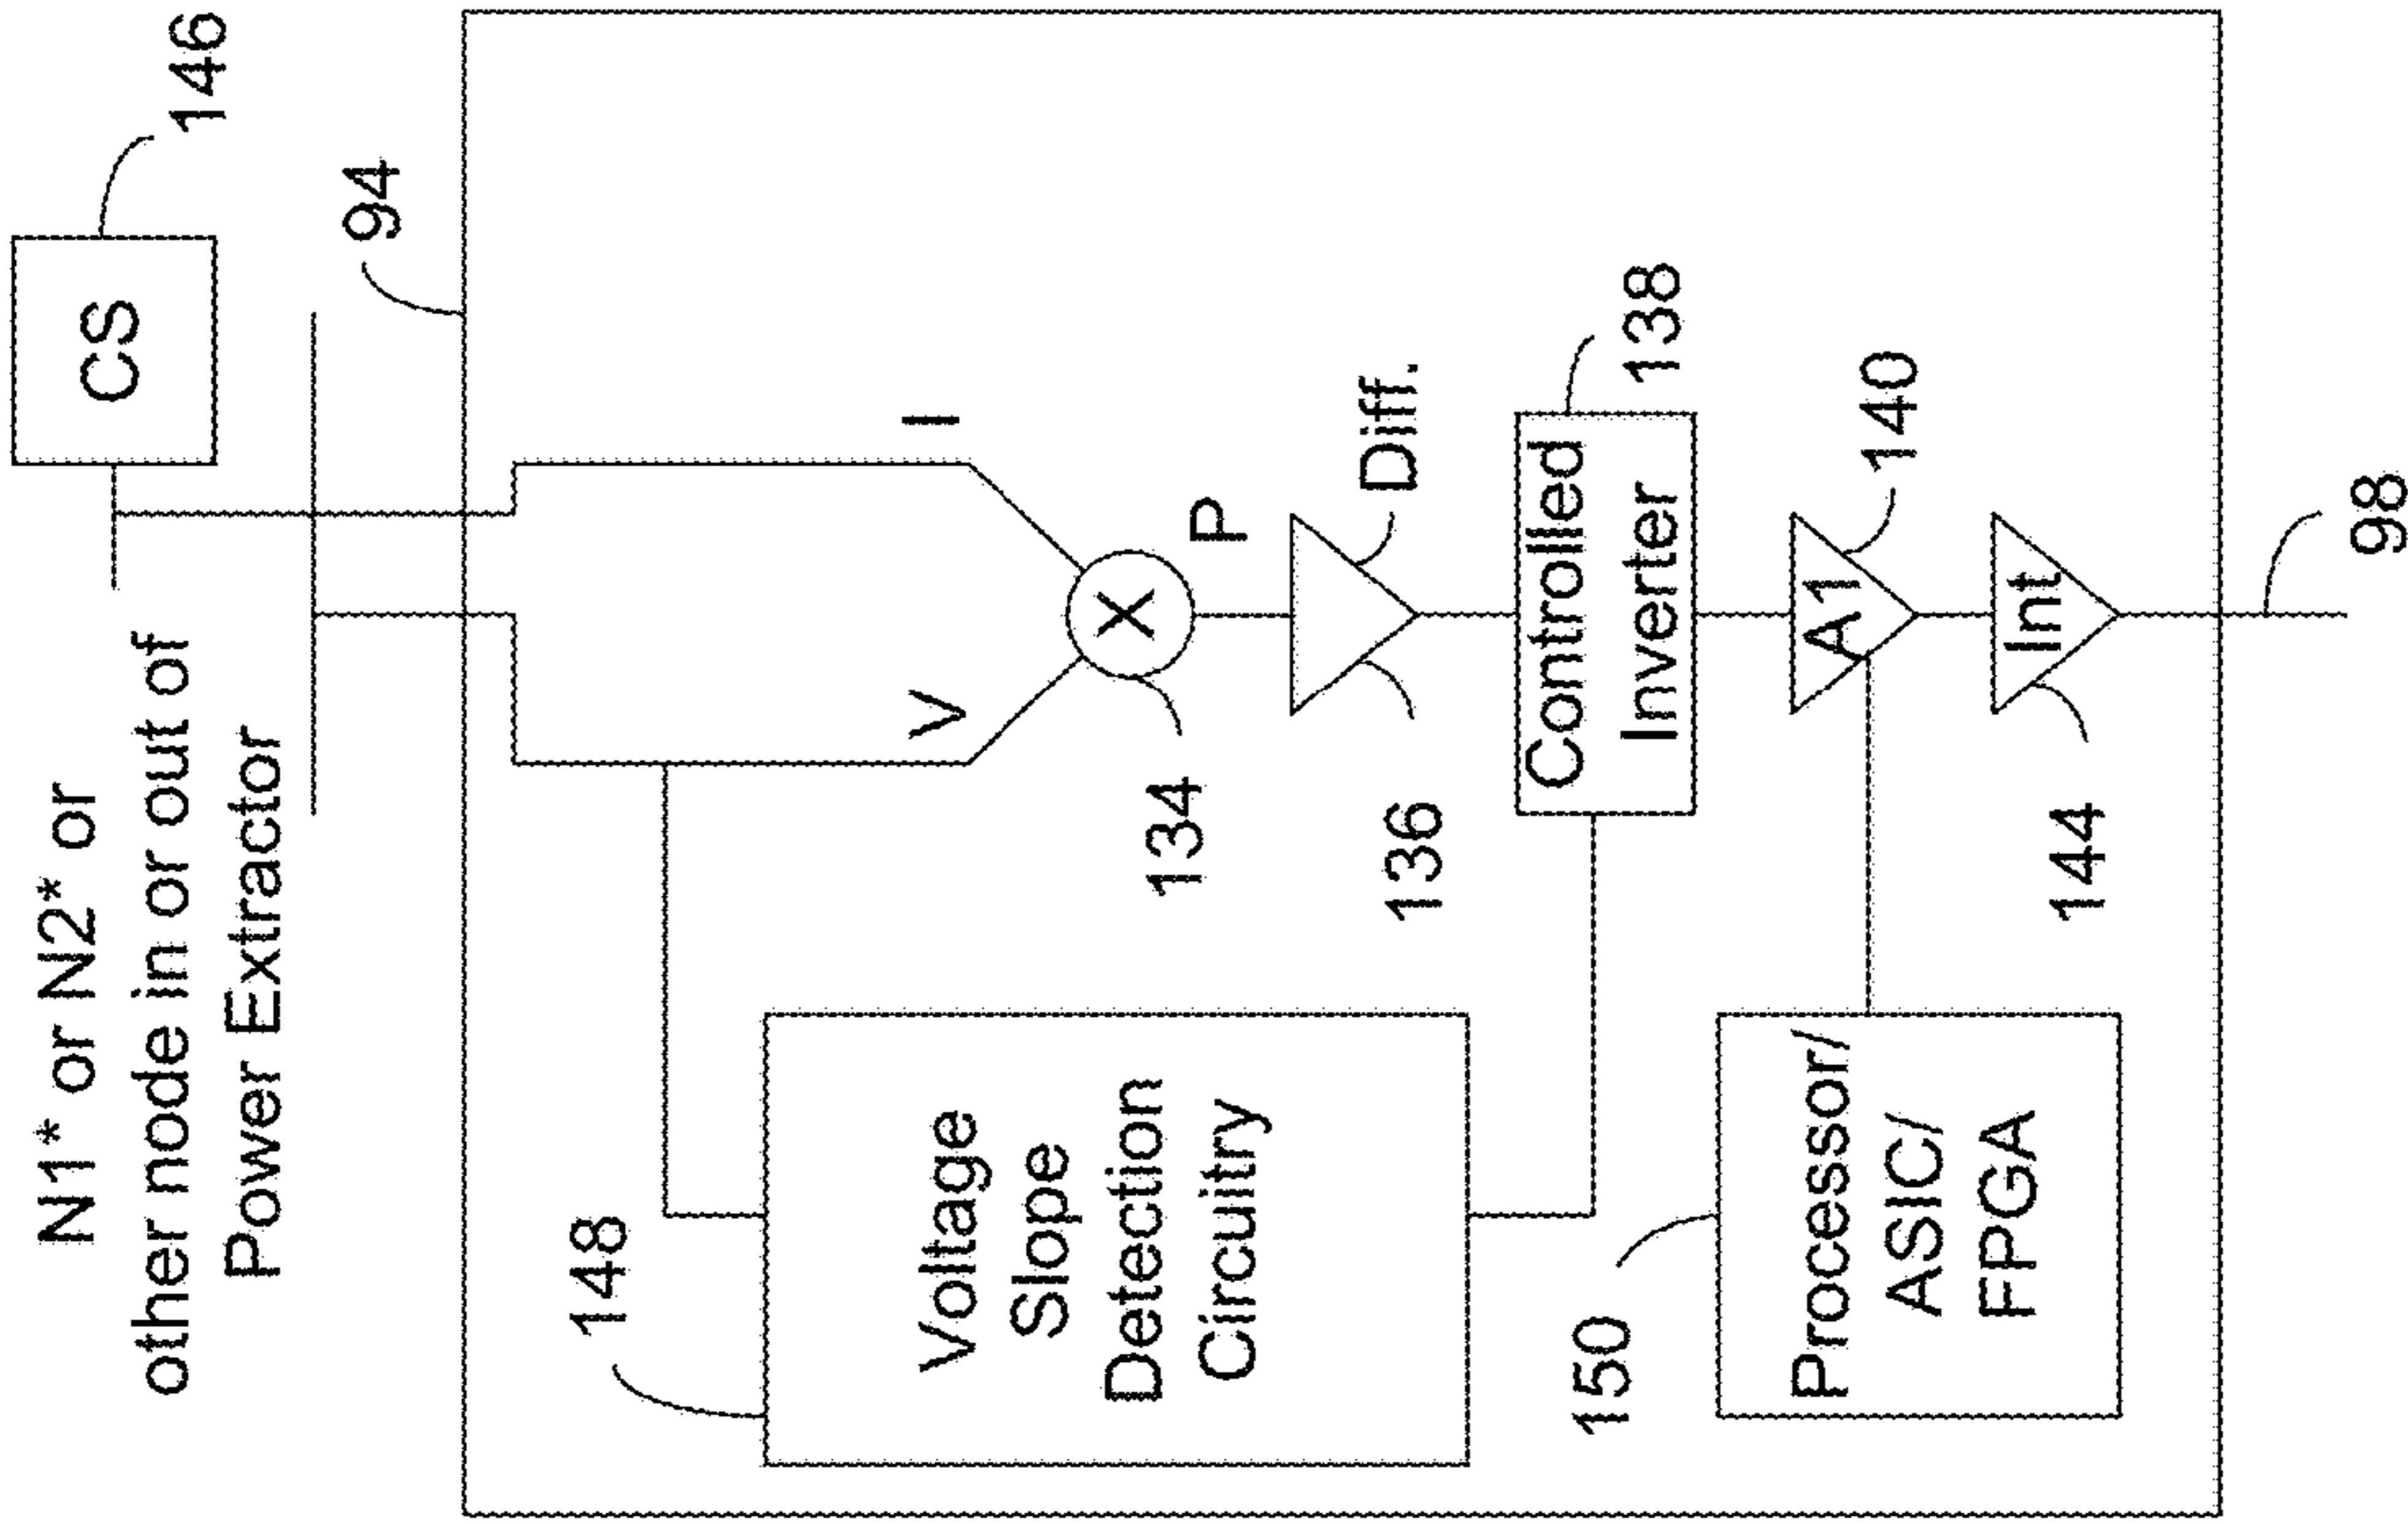 N1* or N2* or
other node in or out of
Power Extractor
CS
146
94
148
Voltage
Slope
Detection
Circuitry
V
I
X
134
P
136
Diff.
Controlled
Inverter
138
150
Processor/
ASIC/
FPGA
A1
140
Int
144
98